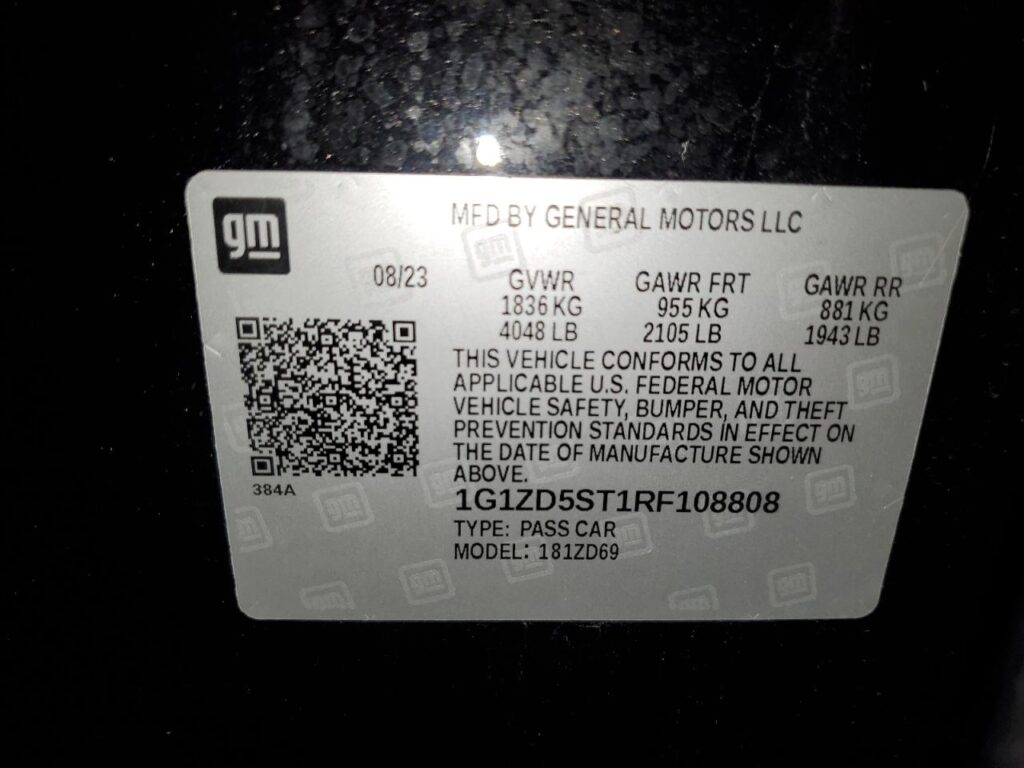 gm
MFD BY GENERAL MOTORS LLC
08/23 GVWR GAWR FRT GAWR RR
1836 KG 955 KG 881 KG
4048 LB 2105 LB 1943 LB
THIS VEHICLE CONFORMS TO ALL
APPLICABLE U.S. FEDERAL MOTOR
VEHICLE SAFETY, BUMPER, AND THEFT
PREVENTION STANDARDS IN EFFECT ON
THE DATE OF MANUFACTURE SHOWN
ABOVE.
384A
1G1ZD5ST1RF108808
TYPE: PASS CAR
MODEL: 181ZD69